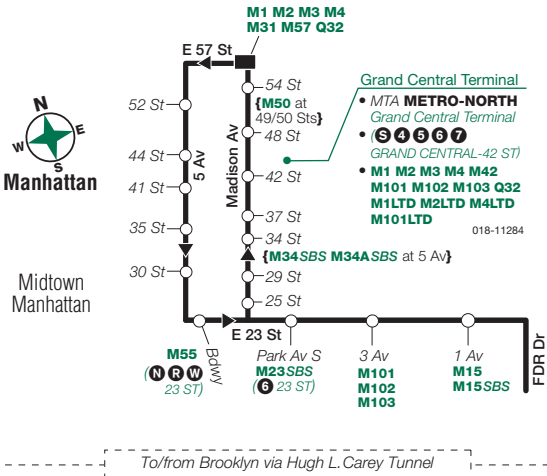 M1 M2 M3 M4
M31 M57 Q32
E 57 St
54 St
{M50 at
49/50 Sts}
48 St
42 St
37 St
34 St
{M34SBS M34ASBS at 5 Av}
29 St
25 St
Madison Av
52 St
44 St
41 St
35 St
30 St
5 Av
N
E
S
W
Manhattan
Midtown
Manhattan
Grand Central Terminal
• MTA METRO-NORTH
Grand Central Terminal
• (S 4 5 6 7
GRAND CENTRAL-42 ST)
• M1 M2 M3 M4 M42
M101 M102 M103 Q32
M1LTD M2LTD M4LTD
M101LTD
018-11284
E 23 St
Bdwy
M55
(N R W
23 ST)
Park Av S
M23SBS
(6 23 ST)
3 Av
M101
M102
M103
1 Av
M15
M15SBS
FDR Dr
To/from Brooklyn via Hugh L. Carey Tunnel